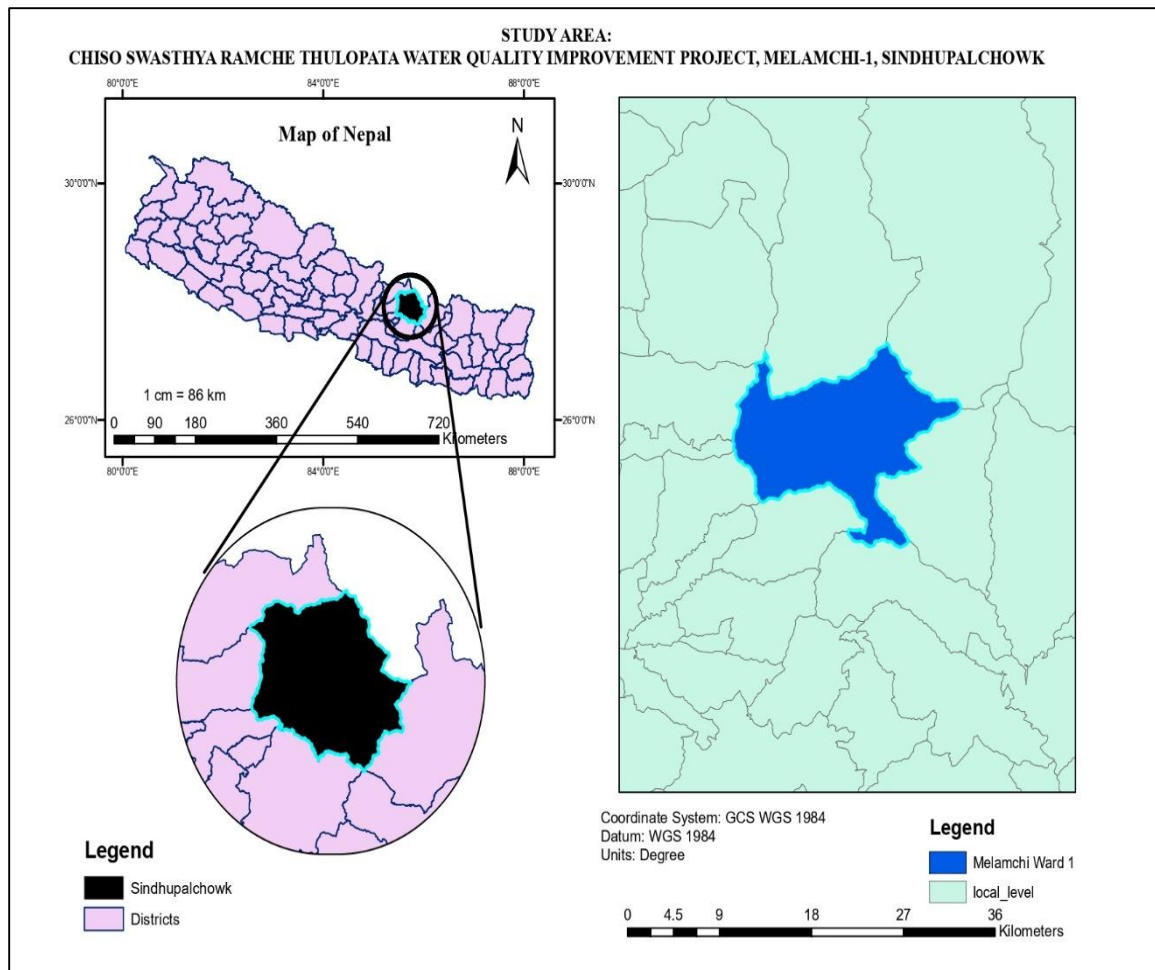 STUDY AREA:
CHISO SWASTHYA RAMCHE THULOPATA WATER QUALITY IMPROVEMENT PROJECT, MELAMCHI-1, SINDHUPALCHOWK
80°0'0"E 84°0'0"E 88°0'0"E
Map of Nepal
N
30°0'0"N 30°0'0"N
1 cm = 86 km
0 90 180 360 540 720
Kilometers
26°0'0"N 26°0'0"N
80°0'0"E 84°0'0"E 88°0'0"E
Legend
Sindhupalchowk
Districts
Coordinate System: GCS WGS 1984
Datum: WGS 1984
Units: Degree
Legend
Melamchi Ward 1
local_level
0 4.5 9 18 27 36
Kilometers